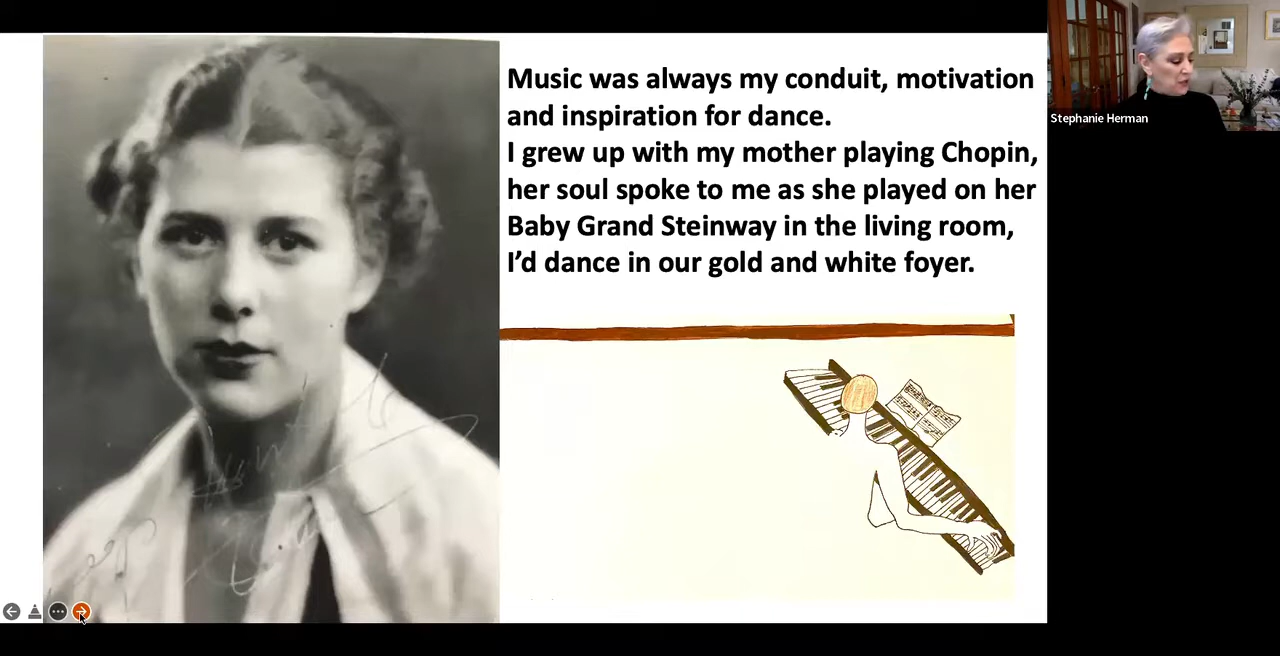 Music was always my conduit, motivation
and inspiration for dance.
I grew up with my mother playing Chopin,
her soul spoke to me as she played on her
Baby Grand Steinway in the living room,
I’d dance in our gold and white foyer.
Stephanie Herman